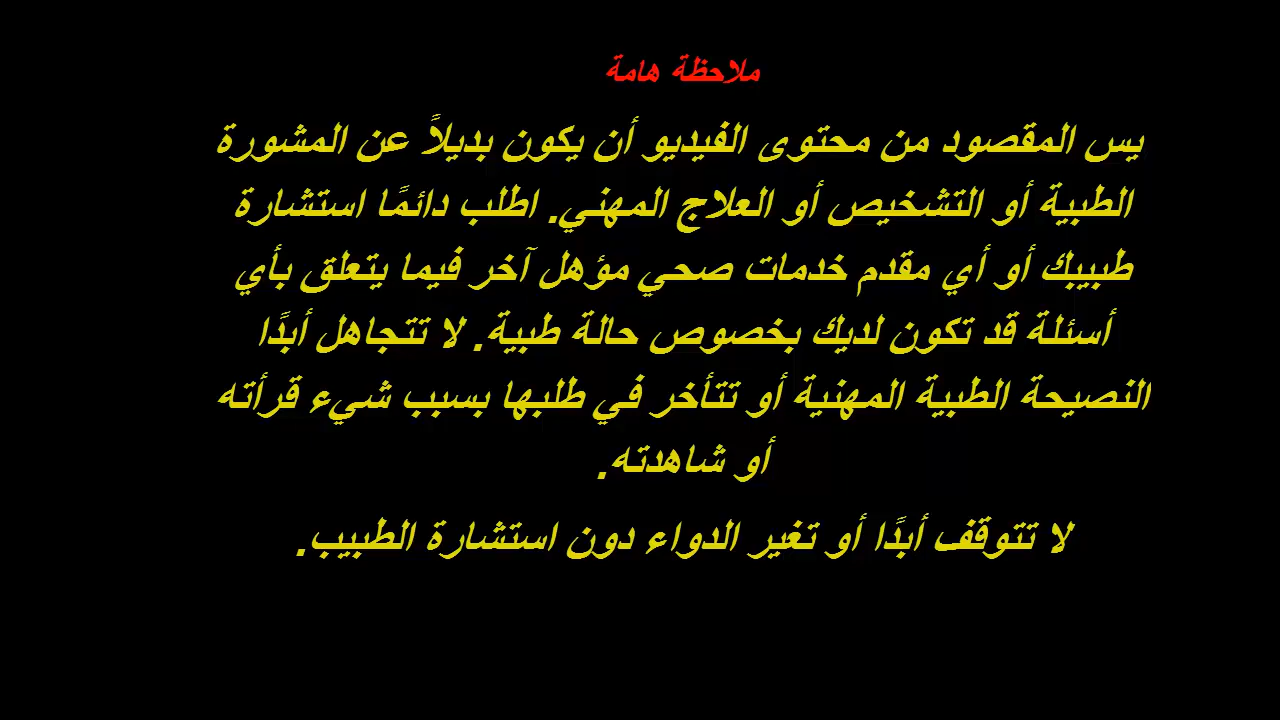 ملاحظة هامة
يس المقصود من محتوى الفيديو أن يكون بديلاً عن المشورة
الطبية أو التشخيص أو العلاج المهني. اطلب دائمًا استشارة
طبيبك أو أي مقدم خدمات صحي مؤهل آخر فيما يتعلق بأي
أسئلة قد تكون لديك بخصوص حالة طبية. لا تتجاهل أبدًا
النصيحة الطبية المهنية أو تتأخر في طلبها بسبب شيء قرأته
أو شاهدته.
لا تتوقف أبدًا أو تغير الدواء دون استشارة الطبيب.